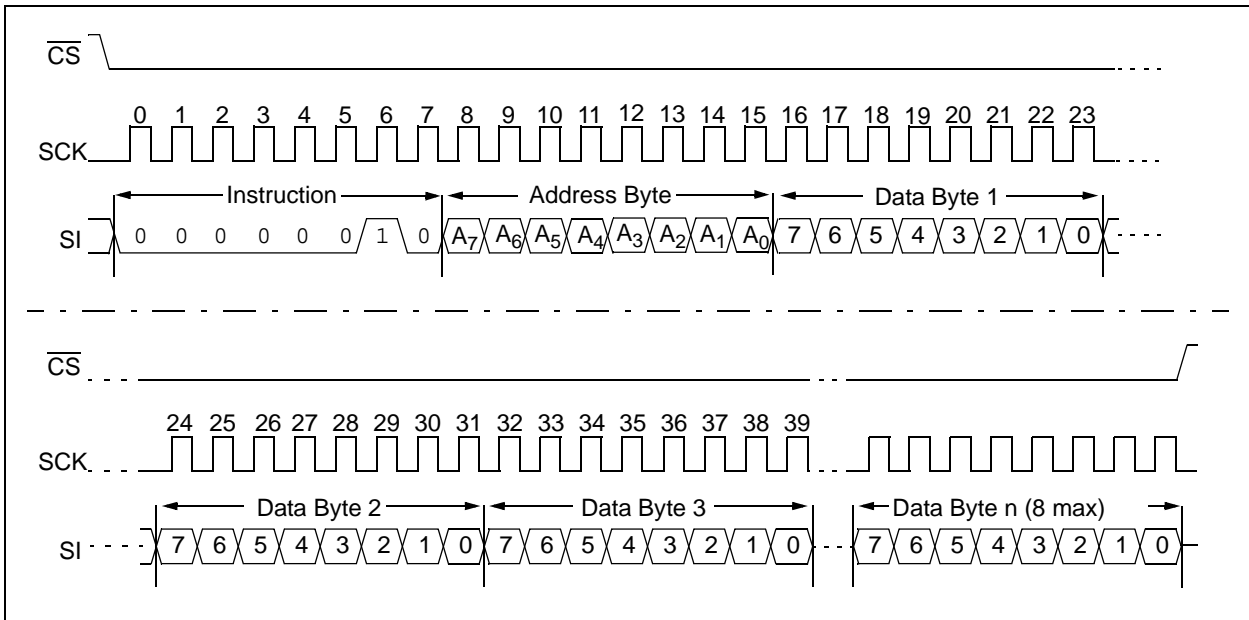 CS
0 1 2 3 4 5 6 7 8 9 10 11 12 13 14 15 16 17 18 19 20 21 22 23
SCK
Instruction Address Byte Data Byte 1
SI 0 0 0 0 0 0 1 0 A7 A6 A5 A4 A3 A2 A1 A0 7 6 5 4 3 2 1 0
CS
24 25 26 27 28 29 30 31 32 33 34 35 36 37 38 39
SCK
Data Byte 2 Data Byte 3 Data Byte n (8 max)
SI 7 6 5 4 3 2 1 0 7 6 5 4 3 2 1 0 7 6 5 4 3 2 1 0